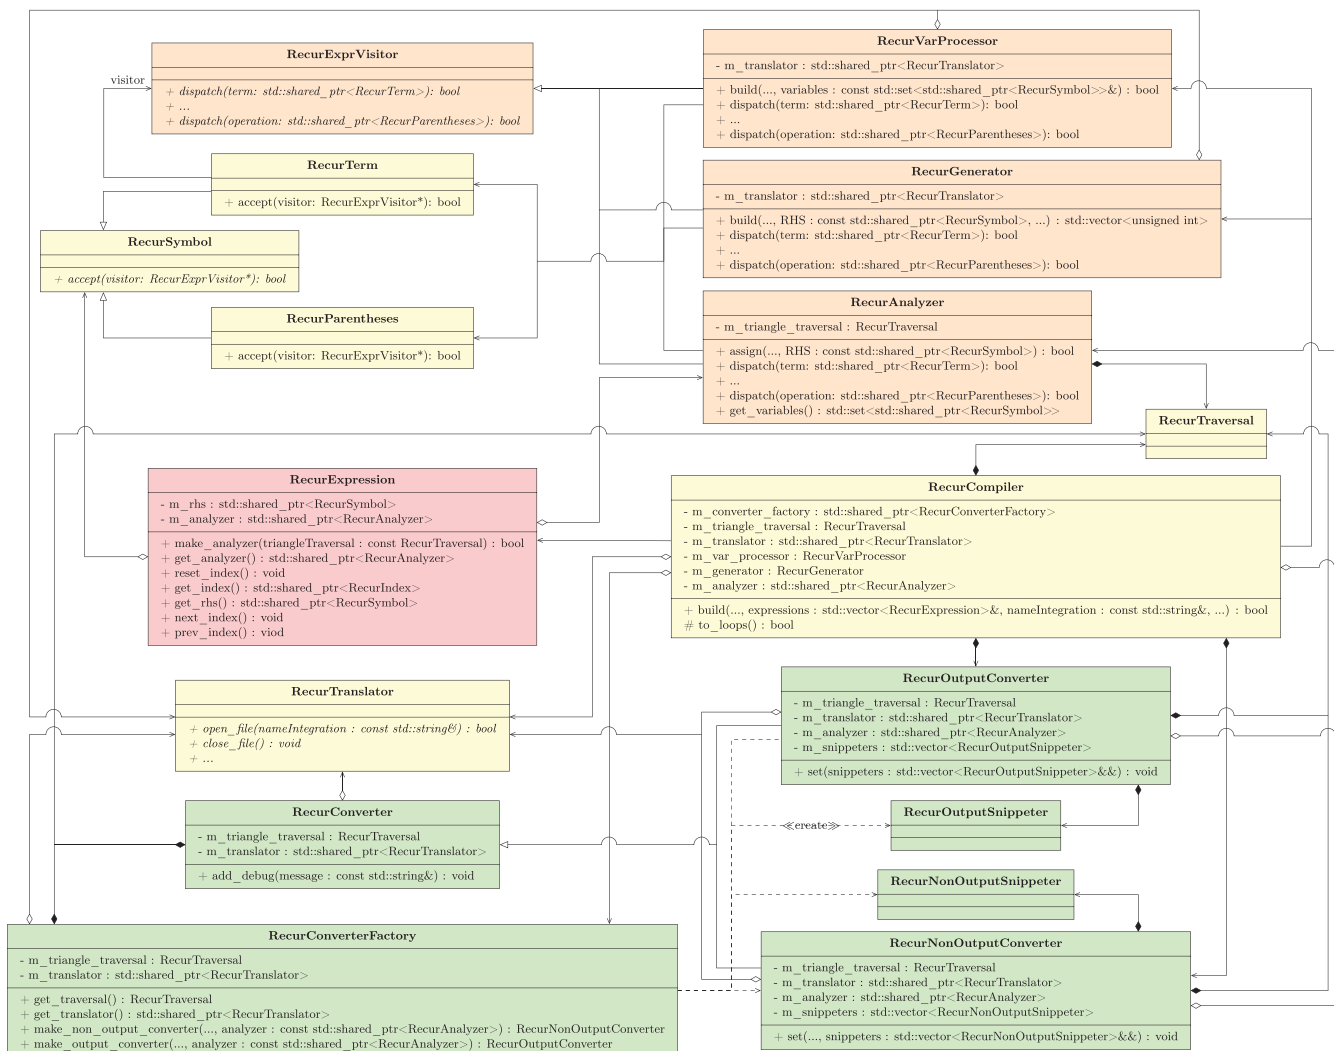 RecurExprVisitor
+ dispatch(term: std::shared_ptr<RecurTerm>): bool
+ ...
+ dispatch(operation: std::shared_ptr<RecurParentheses>): bool
visitor
RecurVarProcessor
- m_translator : std::shared_ptr<RecurTranslator>
+ build(..., variables : const std::set<std::shared_ptr<RecurSymbol>>&) : bool
+ dispatch(term: std::shared_ptr<RecurTerm>): bool
+ ...
+ dispatch(operation: std::shared_ptr<RecurParentheses>): bool
RecurTerm
+ accept(visitor: RecurExprVisitor*): bool
RecurGenerator
- m_translator : std::shared_ptr<RecurTranslator>
+ build(..., RHS : const std::shared_ptr<RecurSymbol>, ...) : std::vector<unsigned int>
+ dispatch(term: std::shared_ptr<RecurTerm>): bool
+ ...
+ dispatch(operation: std::shared_ptr<RecurParentheses>): bool
RecurSymbol
+ accept(visitor: RecurExprVisitor*): bool
RecurParentheses
+ accept(visitor: RecurExprVisitor*): bool
RecurAnalyzer
- m_triangle_traversal : RecurTraversal
+ assign(..., RHS : const std::shared_ptr<RecurSymbol>) : bool
+ dispatch(term: std::shared_ptr<RecurTerm>): bool
+ ...
+ dispatch(operation: std::shared_ptr<RecurParentheses>): bool
+ get_variables() : std::set<std::shared_ptr<RecurSymbol>>
RecurTraversal
RecurExpression
- m_rhs : std::shared_ptr<RecurSymbol>
- m_analyzer : std::shared_ptr<RecurAnalyzer>
+ make_analyzer(triangleTraversal : const RecurTraversal) : bool
+ get_analyzer() : std::shared_ptr<RecurAnalyzer>
+ reset_index() : void
+ get_index() : std::shared_ptr<RecurIndex>
+ get_rhs() : std::shared_ptr<RecurSymbol>
+ next_index() : void
+ prev_index() : viod
RecurCompiler
- m_converter_factory : std::shared_ptr<RecurConverterFactory>
- m_triangle_traversal : RecurTraversal
- m_translator : std::shared_ptr<RecurTranslator>
- m_var_processor : RecurVarProcessor
- m_generator : RecurGenerator
- m_analyzer : std::shared_ptr<RecurAnalyzer>
+ build(..., expressions : std::vector<RecurExpression>&, nameIntegration : const std::string&, ...) : bool
# to_loops() : bool
RecurTranslator
+ open_file(nameIntegration : const std::string&) : bool
+ close_file() : void
+ ...
RecurOutputConverter
- m_triangle_traversal : RecurTraversal
- m_translator : std::shared_ptr<RecurTranslator>
- m_analyzer : std::shared_ptr<RecurAnalyzer>
- m_snippeters : std::vector<RecurOutputSnippeter>
+ set(snippeters : std::vector<RecurOutputSnippeter>&&) : void
RecurConverter
- m_triangle_traversal : RecurTraversal
- m_translator : std::shared_ptr<RecurTranslator>
+ add_debug(message : const std::string&) : void
RecurOutputSnippeter
≪create≫
RecurNonOutputSnippeter
RecurConverterFactory
- m_triangle_traversal : RecurTraversal
- m_translator : std::shared_ptr<RecurTranslator>
+ get_traversal() : RecurTraversal
+ get_translator() : std::shared_ptr<RecurTranslator>
+ make_non_output_converter(..., analyzer : const std::shared_ptr<RecurAnalyzer>) : RecurNonOutputConverter
+ make_output_converter(..., analyzer : const std::shared_ptr<RecurAnalyzer>) : RecurOutputConverter
RecurNonOutputConverter
- m_triangle_traversal : RecurTraversal
- m_translator : std::shared_ptr<RecurTranslator>
- m_analyzer : std::shared_ptr<RecurAnalyzer>
- m_snippeters : std::vector<RecurNonOutputSnippeter>
+ set(..., snippeters : std::vector<RecurNonOutputSnippeter>&&) : void